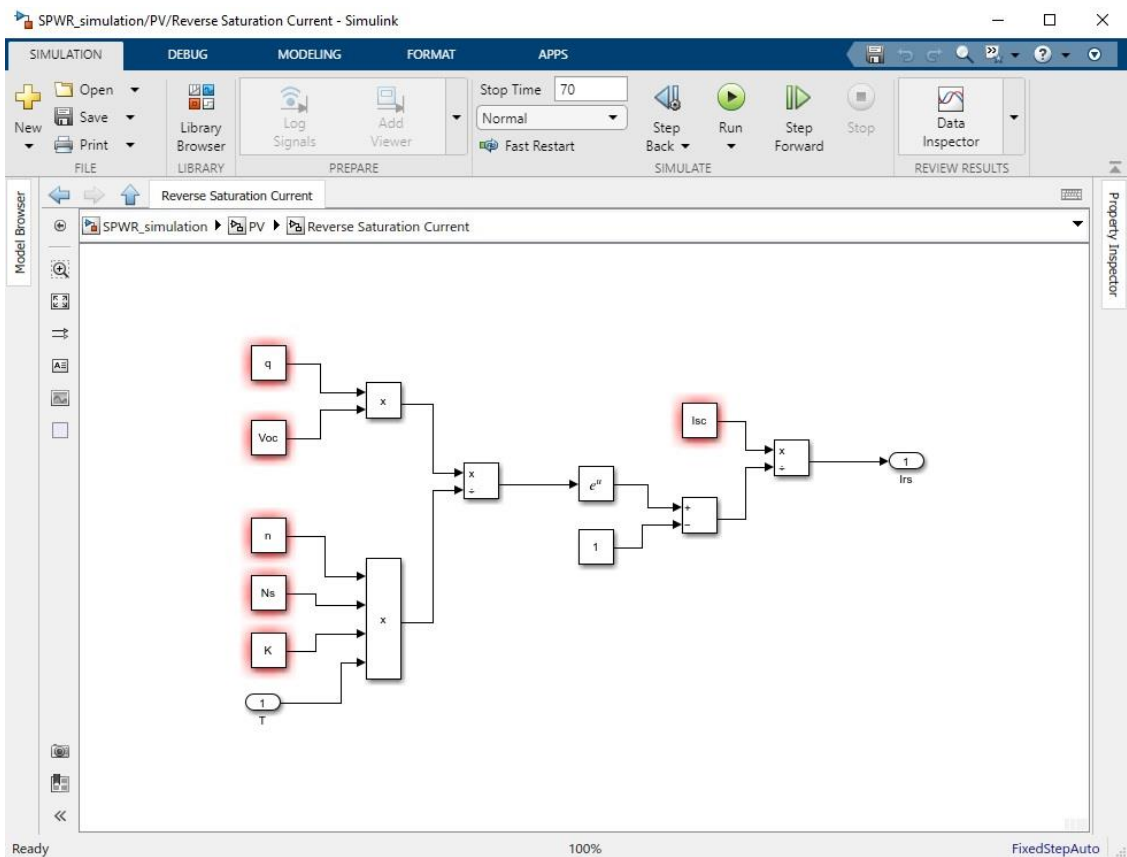 SPWR_simulation/PV/Reverse Saturation Current - Simulink
SIMULATION DEBUG MODELING FORMAT APPS
New
Open
Save
Print
FILE
Library
Browser
LIBRARY
Log
Signals
Add
Viewer
PREPARE
Stop Time 70
Normal
Fast Restart
Step
Back
Run
Step
Forward
Stop
SIMULATE
Data
Inspector
REVIEW RESULTS
Model Browser
Property Inspector
Reverse Saturation Current
SPWR_simulation PV Reverse Saturation Current
q
x
Voc
Isc
x
÷
1
Irs
x
÷
e^u
+
−
1
n
Ns
x
K
1
T
Ready 100% FixedStepAuto